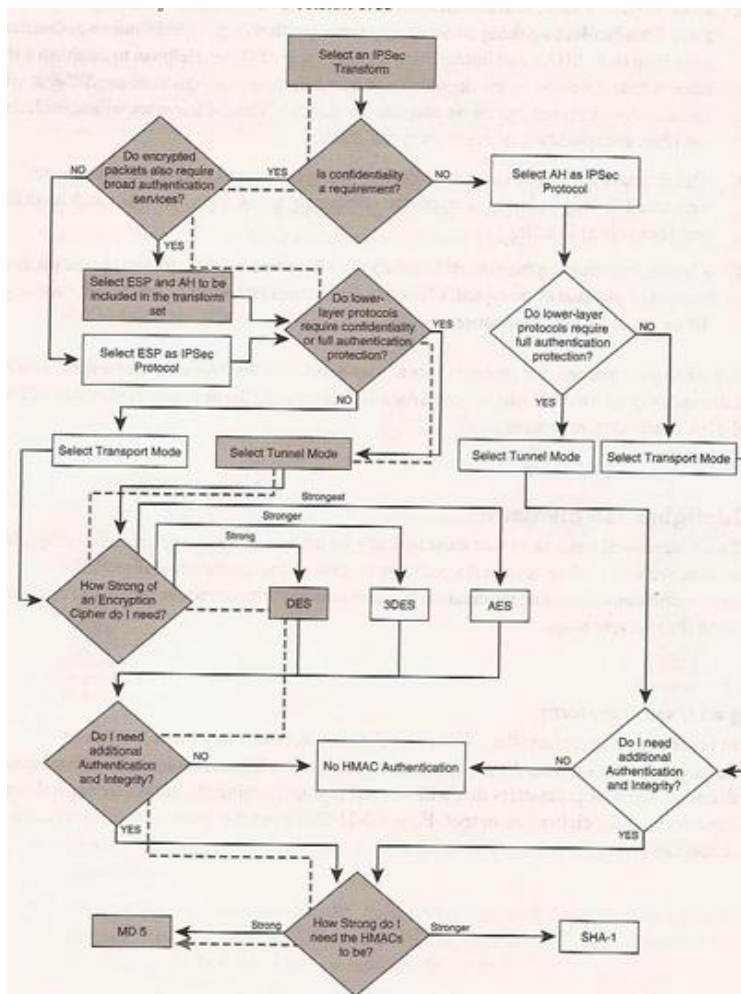 Select an IPSec
Transform
Do encrypted
packets also require
broad authentication
services?
NO
YES
Is confidentiality
a requirement?
NO
Select AH as IPSec
Protocol
YES
Select ESP and AH to be
included in the transform
set
Select ESP as IPSec
Protocol
Do lower-
layer protocols
require confidentiality
or full authentication
protection?
YES
NO
Do lower-layer
protocols require
full authentication
protection?
NO
YES
Select Transport Mode
Select Tunnel Mode
Select Tunnel Mode
Select Transport Mode
Strongest
Stronger
Strong
How Strong of
an Encryption
Cipher do I need?
DES
3DES
AES
Do I need
additional
Authentication
and Integrity?
NO
No HMAC Authentication
NO
Do I need
additional
Authentication
and Integrity?
YES
YES
How Strong do I
need the HMACs
to be?
Strong
MD 5
Stronger
SHA-1